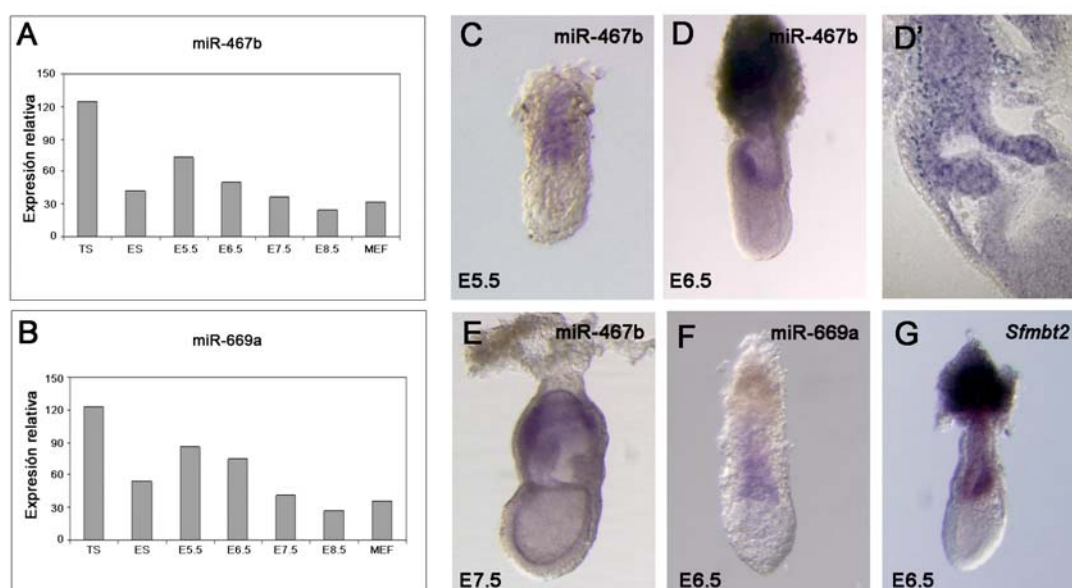 A
miR-467b
Expresión relativa
150
120
90
60
30
0
TS ES E5.5 E6.5 E7.5 E8.5 MEF
B
miR-669a
Expresión relativa
150
120
90
60
30
0
TS ES E5.5 E6.5 E7.5 E8.5 MEF
C miR-467b
E5.5
D miR-467b
E6.5
D'
E miR-467b
E7.5
F miR-669a
E6.5
G Sfmbt2
E6.5